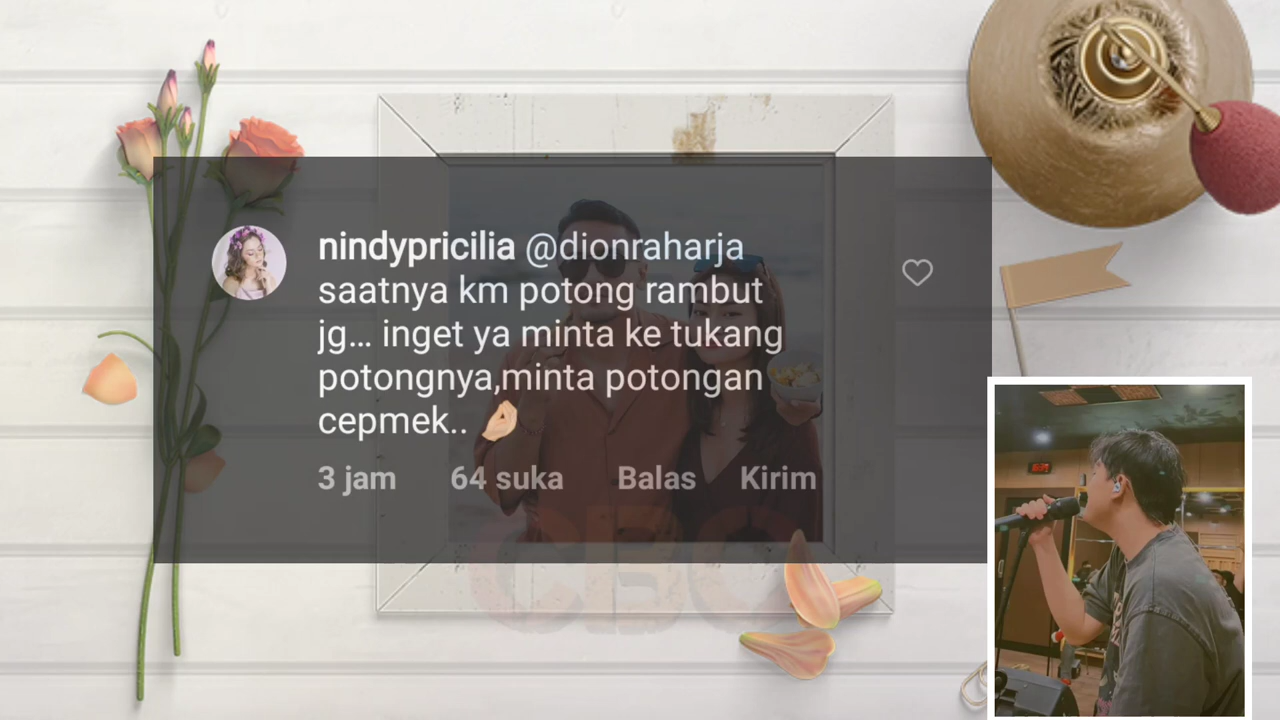 nindypricilia @dionraharja
saatnya km potong rambut
jg... inget ya minta ke tukang
potongnya,minta potongan
cepmek..
3 jam 64 suka Balas Kirim
CBC